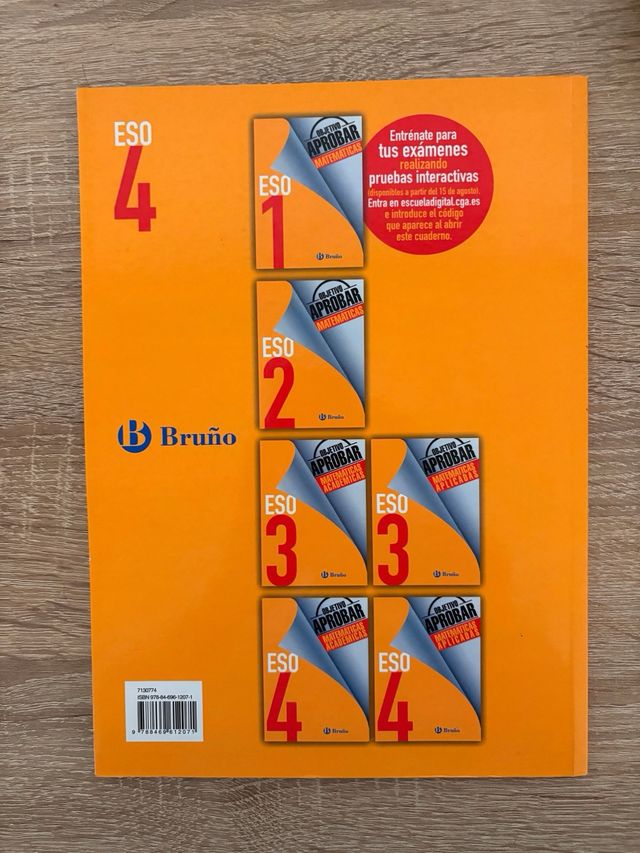 ESO
4
OBJETIVO
APROBAR
MATEMÁTICAS
ESO
1
Bruño
Entrénate para
tus exámenes
realizando
pruebas interactivas
(disponibles a partir del 15 de agosto).
Entra en escueladigital.cga.es
e introduce el código
que aparece al abrir
este cuaderno.
OBJETIVO
APROBAR
MATEMÁTICAS
ESO
2
Bruño
B Bruño
OBJETIVO
APROBAR
MATEMÁTICAS
ACADÉMICAS
ESO
3
Bruño
OBJETIVO
APROBAR
MATEMÁTICAS
APLICADAS
ESO
3
Bruño
OBJETIVO
APROBAR
MATEMÁTICAS
ACADÉMICAS
ESO
4
Bruño
OBJETIVO
APROBAR
MATEMÁTICAS
APLICADAS
ESO
4
Bruño
7130774
ISBN 978-84-696-1207-1
9 788469 612071